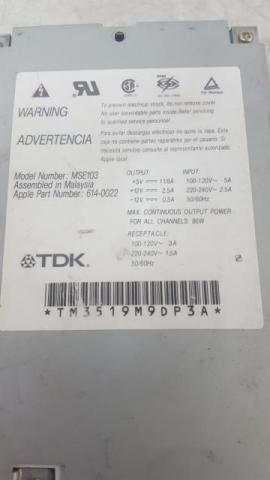 WARNING
To prevent electrical shock, do not remove cover.
No user serviceable parts inside. Refer servicing
to qualified service personnel.
ADVERTENCIA
Para evitar descargas eléctricas no quite la tapa. Esta
caja no contiene partes reparables por el usuario. Si
necesita servicio consulte al representante autorizado
Apple local.
Model Number: MSE103
Assembled in Malaysia
Apple Part Number: 614-0022
OUTPUT:
+5V 11.6A
+12V 2.5A
-12V 0.5A
INPUT:
100-120V~ 5A
220-240V~ 2.5A
50/60Hz
MAX. CONTINUOUS OUTPUT POWER
FOR ALL CHANNELS: 86W
RECEPTACLE:
100-120V~ 3A
220-240V~ 1.5A
50/60Hz
TDK
*TM3519M9DP3A*